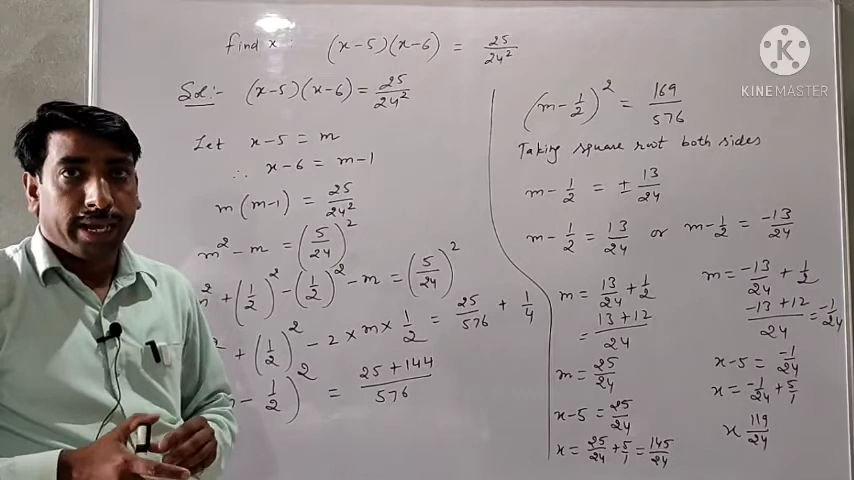 find x : (x-5)(x-6) = 25/24²
Sol:- (x-5)(x-6) = 25/24²
Let x-5 = m
∴ x-6 = m-1
m(m-1) = 25/24²
m² - m = (5/24)²
m² + (1/2)² - (1/2)² - m = (5/24)²
² + (1/2)² - 2 × m × 1/2 = 25/576 + 1/4
- 1/2)² = 25+144/576
(m - 1/2)² = 169/576
Taking square root both sides
m - 1/2 = ± 13/24
m - 1/2 = 13/24 or m - 1/2 = -13/24
m = 13/24 + 1/2
= 13+12/24
m = 25/24
x-5 = 25/24
x = 25/24 + 5/1 = 145/24
m = -13/24 + 1/2
-13+12/24 = -1/24
x-5 = -1/24
x = -1/24 + 5/1
x 119/24
K
KINEMASTER